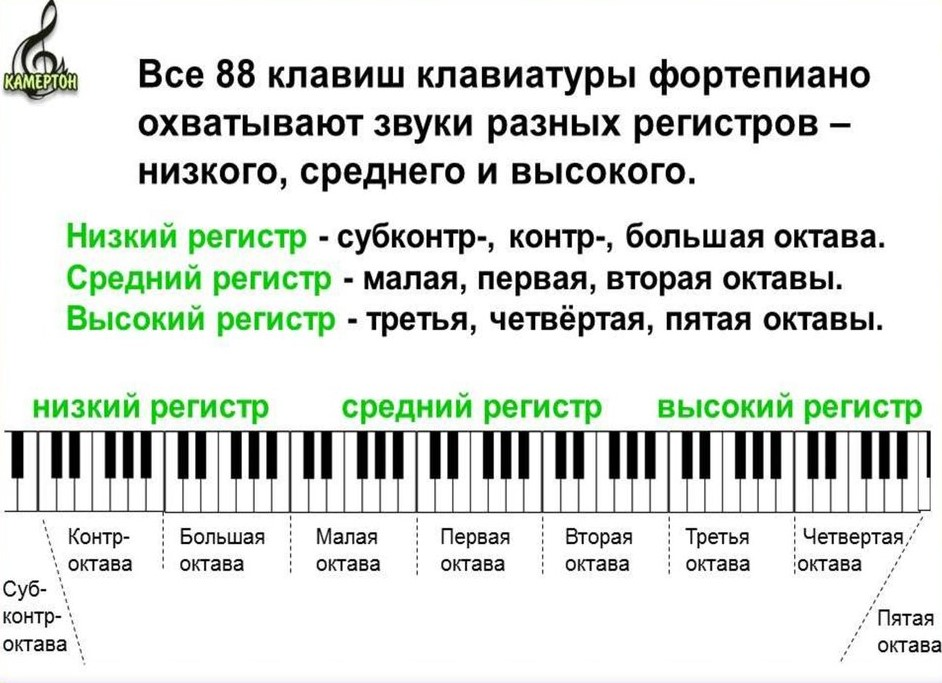 КАМЕРТОН
Все 88 клавиш клавиатуры фортепиано
охватывают звуки разных регистров –
низкого, среднего и высокого.
Низкий регистр - субконтр-, контр-, большая октава.
Средний регистр - малая, первая, вторая октавы.
Высокий регистр - третья, четвёртая, пятая октавы.
низкий регистр
средний регистр
высокий регистр
Суб-
контр-
октава
Контр-
октава
Большая
октава
Малая
октава
Первая
октава
Вторая
октава
Третья
октава
Четвертая
октава
Пятая
октава